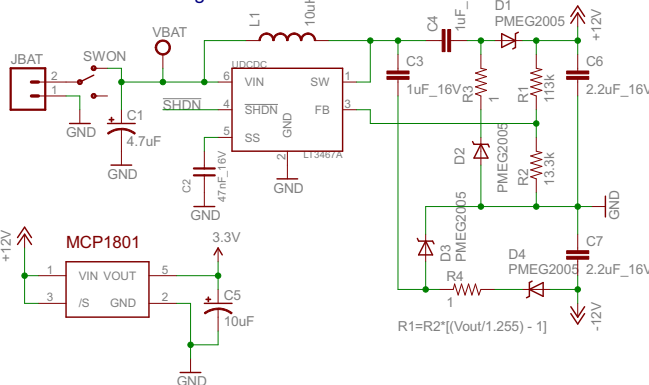 L1
10uH
C4
1uF_
D1
PMEG2005
+12V
VBAT
JBAT
SWON
2
1
GND
C1
4.7uF
GND
SHDN
UDCDC
6
VIN
SW
1
4
SHDN
FB
3
5
SS
GND
2
LT3467A
GND
C2
47nF_16V
GND
C3
1uF_16V
R3
1
R1
113k
C6
2.2uF_16V
D2
PMEG2005
R2
13.3k
GND
D3
PMEG2005
D4
PMEG2005
C7
2.2uF_16V
R4
1
-12V
R1=R2*[(Vout/1.255) - 1]
+12V
MCP1801
3.3V
1
VIN
VOUT
5
3
/S
GND
2
C5
10uF
GND